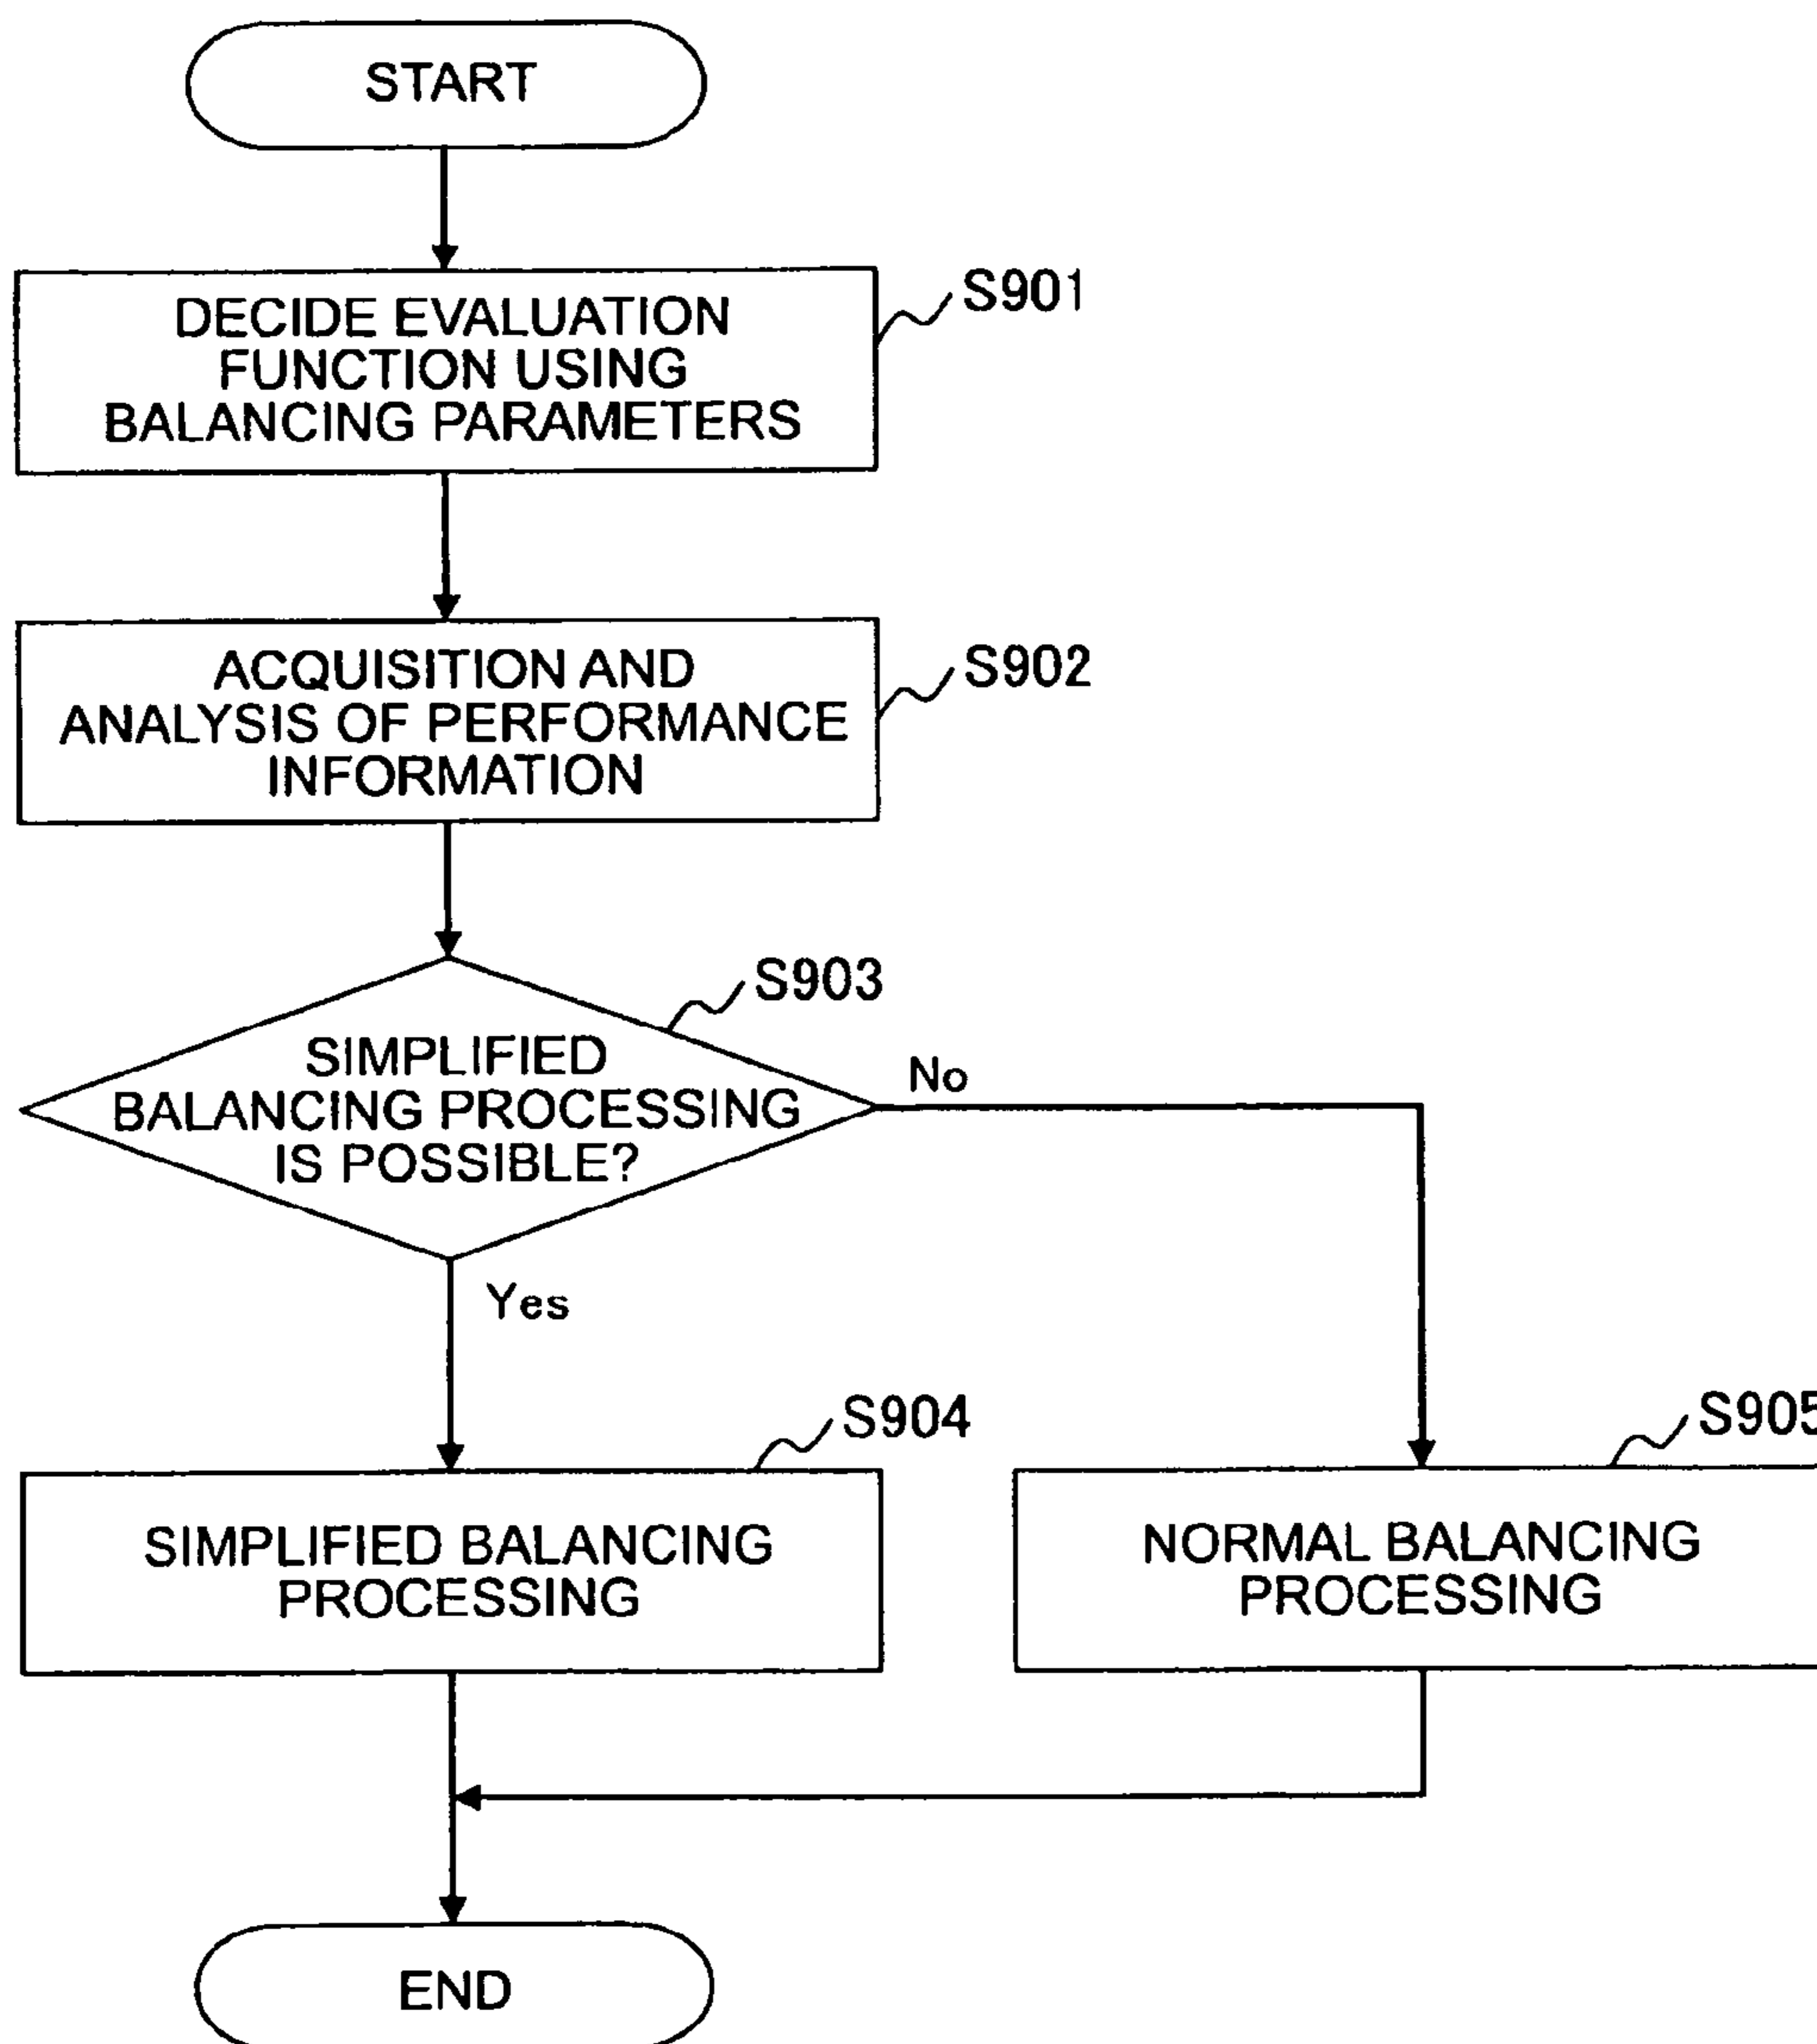 START
DECIDE EVALUATION
FUNCTION USING
BALANCING PARAMETERS
S901
ACQUISITION AND
ANALYSIS OF PERFORMANCE
INFORMATION
S902
S903
SIMPLIFIED
BALANCING PROCESSING
IS POSSIBLE?
No
Yes
S904
SIMPLIFIED BALANCING
PROCESSING
S905
NORMAL BALANCING
PROCESSING
END